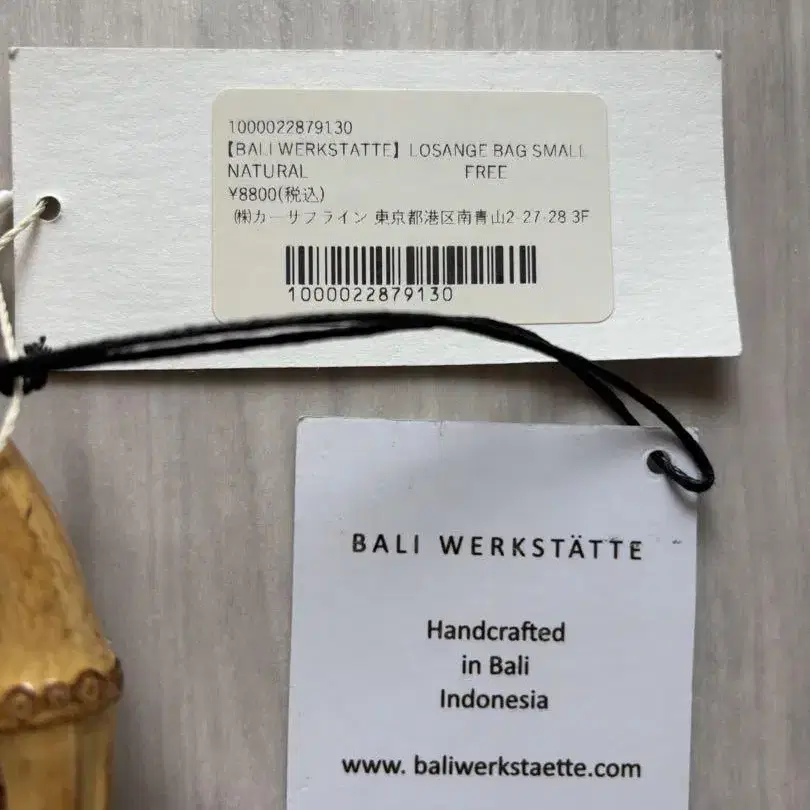 1000022879130
【BALI WERKSTATTE】LOSANGE BAG SMALL
NATURAL FREE
¥8800(税込)
㈱カーサフライン 東京都港区南青山2-27-28 3F
1000022879130
BALI WERKSTÄTTE
Handcrafted
in Bali
Indonesia
www. baliwerkstaette.com